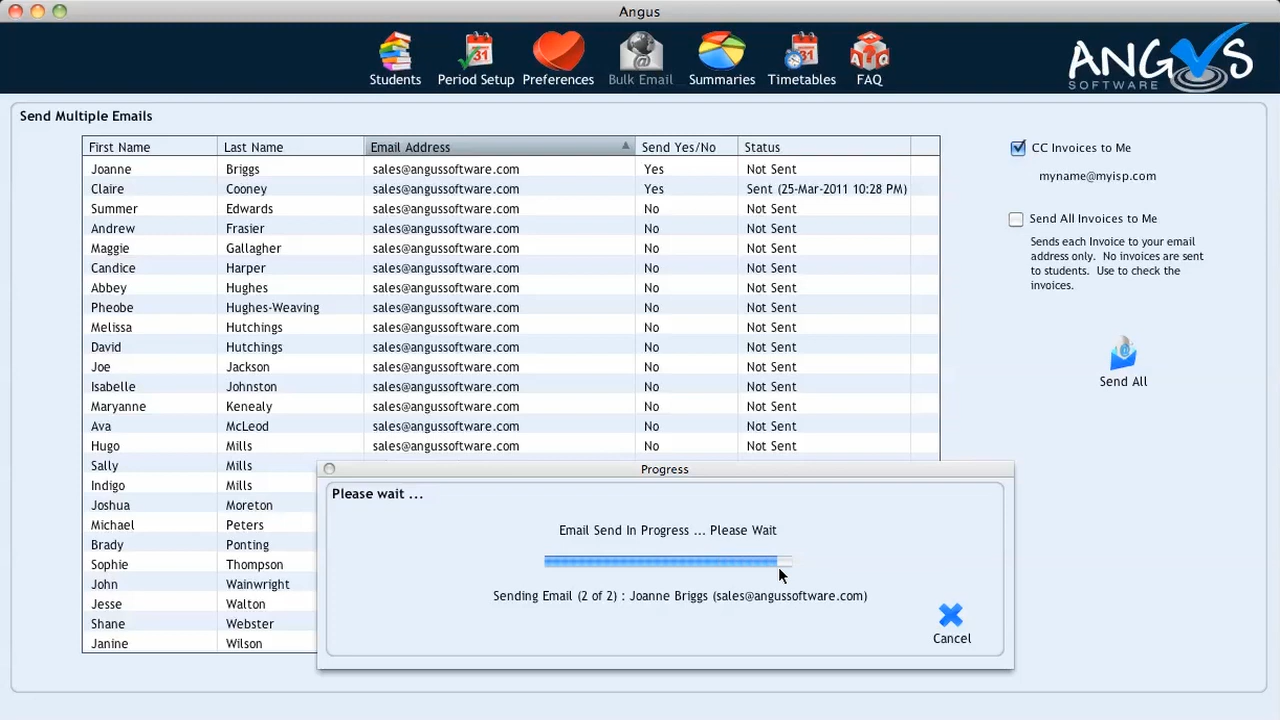 Angus
Students Period Setup Preferences Bulk Email Summaries Timetables FAQ
ANGUS
SOFTWARE
Send Multiple Emails
First Name Last Name Email Address Send Yes/No Status
Joanne Briggs sales@angussoftware.com Yes Not Sent
Claire Cooney sales@angussoftware.com Yes Sent (25-Mar-2011 10:28 PM)
Summer Edwards sales@angussoftware.com No Not Sent
Andrew Frasier sales@angussoftware.com No Not Sent
Maggie Gallagher sales@angussoftware.com No Not Sent
Candice Harper sales@angussoftware.com No Not Sent
Abbey Hughes sales@angussoftware.com No Not Sent
Pheobe Hughes-Weaving sales@angussoftware.com No Not Sent
Melissa Hutchings sales@angussoftware.com No Not Sent
David Hutchings sales@angussoftware.com No Not Sent
Joe Jackson sales@angussoftware.com No Not Sent
Isabelle Johnston sales@angussoftware.com No Not Sent
Maryanne Kenealy sales@angussoftware.com No Not Sent
Ava McLeod sales@angussoftware.com No Not Sent
Hugo Mills sales@angussoftware.com No Not Sent
Sally Mills
Indigo Mills
Joshua Moreton
Michael Peters
Brady Ponting
Sophie Thompson
John Wainwright
Jesse Walton
Shane Webster
Janine Wilson
CC Invoices to Me
myname@myisp.com
Send All Invoices to Me
Sends each Invoice to your email
address only. No invoices are sent
to students. Use to check the
invoices.
Send All
Progress
Please wait ...
Email Send In Progress ... Please Wait
Sending Email (2 of 2) : Joanne Briggs (sales@angussoftware.com)
Cancel